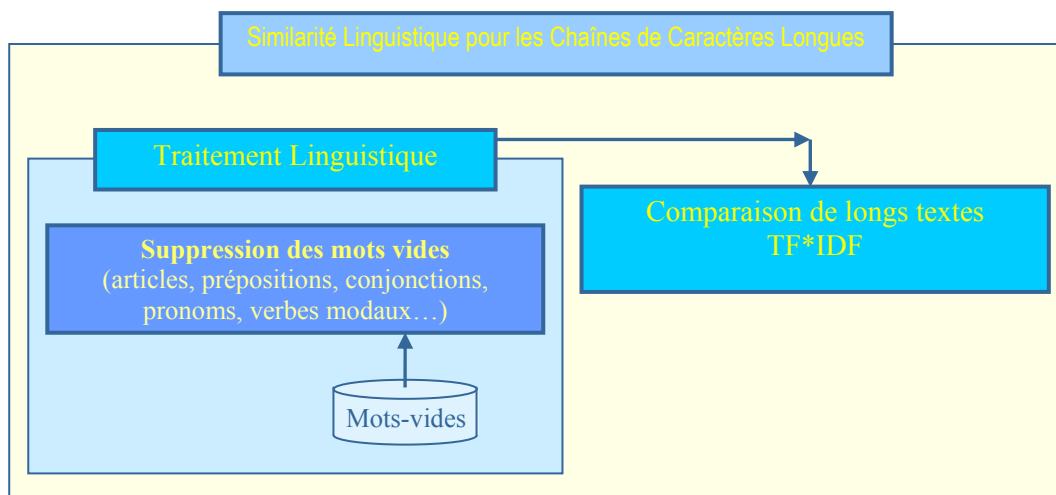 Similarité Linguistique pour les Chaînes de Caractères Longues
Traitement Linguistique
Suppression des mots vides
(articles, prépositions, conjonctions,
pronoms, verbes modaux…)
Mots-vides
Comparaison de longs textes
TF*IDF